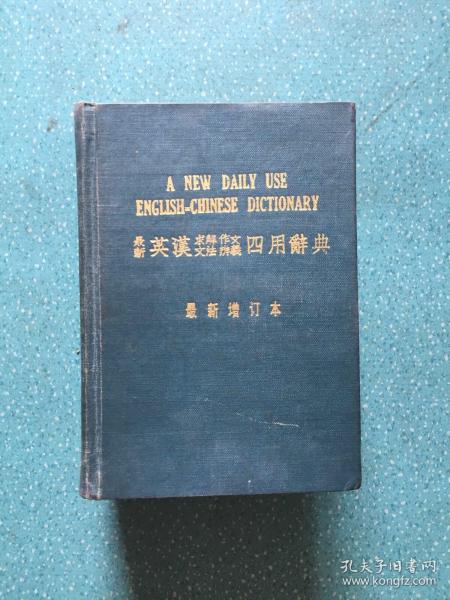 A NEW DAILY USE
ENGLISH=CHINESE DICTIONARY
最新 英漢 求解作文 文法辨義 四用辭典
最新增订本
孔夫子旧书网
www.kongfz.com